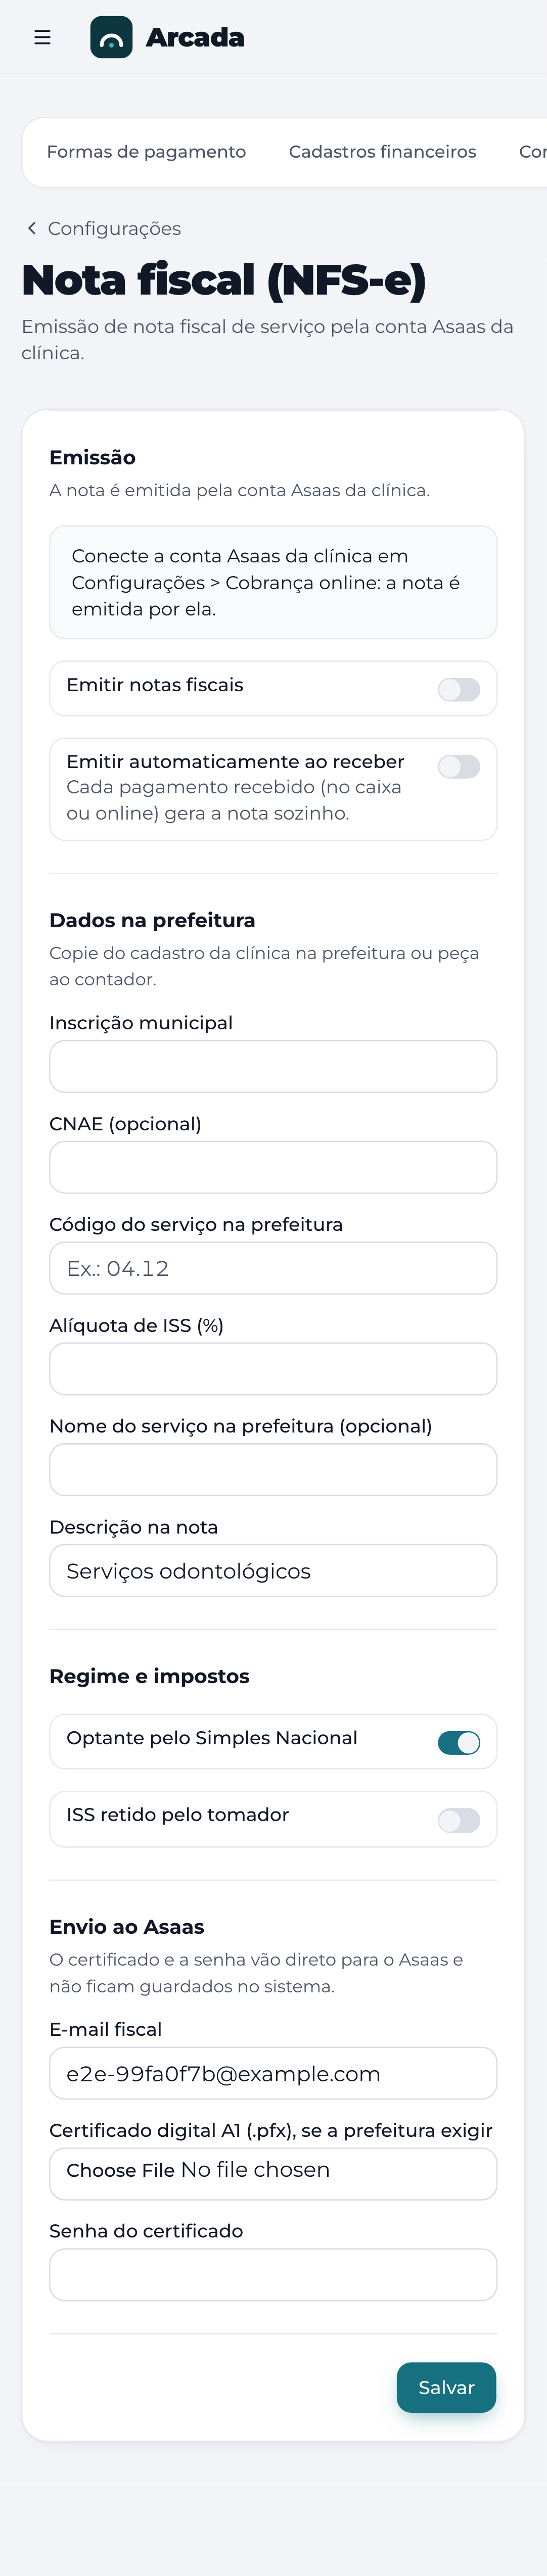 Arcada
Formas de pagamento Cadastros financeiros
Configurações
Nota fiscal (NFS-e)
Emissão de nota fiscal de serviço pela conta Asaas da
clínica.
Emissão
A nota é emitida pela conta Asaas da clínica.
Conecte a conta Asaas da clínica em
Configurações > Cobrança online: a nota é
emitida por ela.
Emitir notas fiscais
Emitir automaticamente ao receber
Cada pagamento recebido (no caixa
ou online) gera a nota sozinho.
Dados na prefeitura
Copie do cadastro da clínica na prefeitura ou peça
ao contador.
Inscrição municipal
CNAE (opcional)
Código do serviço na prefeitura
Ex.: 04.12
Alíquota de ISS (%)
Nome do serviço na prefeitura (opcional)
Descrição na nota
Serviços odontológicos
Regime e impostos
Optante pelo Simples Nacional
ISS retido pelo tomador
Envio ao Asaas
O certificado e a senha vão direto para o Asaas e
não ficam guardados no sistema.
E-mail fiscal
e2e-99fa0f7b@example.com
Certificado digital A1 (.pfx), se a prefeitura exigir
Choose File No file chosen
Senha do certificado
Salvar